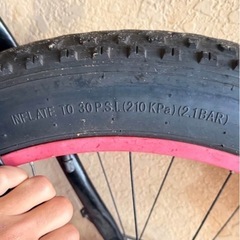 INFLATE TO 30 P.S.I.(210 KPa)(2.1BAR)